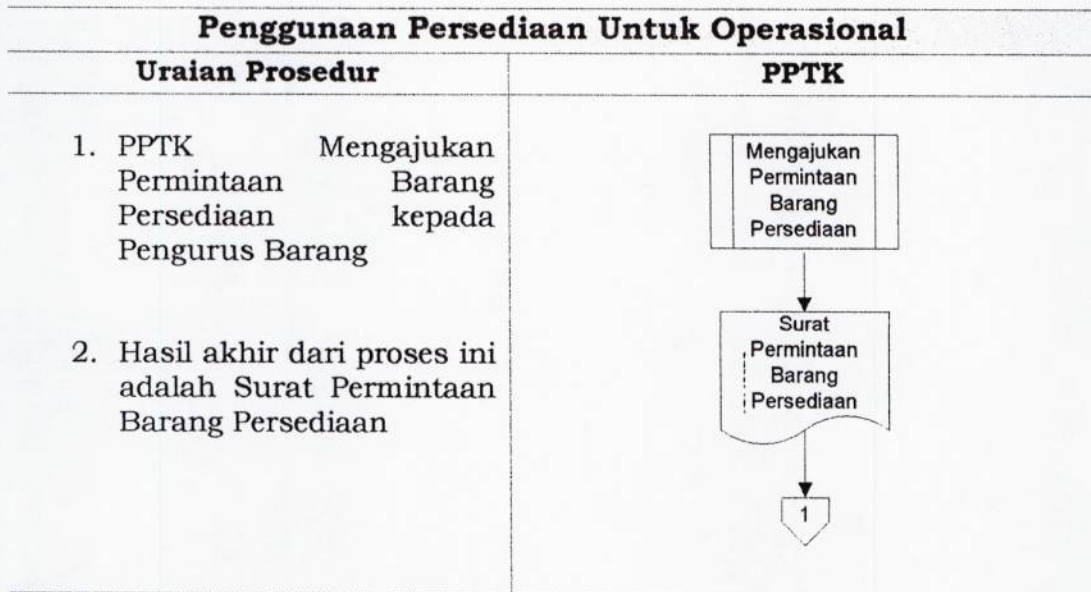 Penggunaan Persediaan Untuk Operasional
Uraian Prosedur
PPTK
1. PPTK Mengajukan
Permintaan Barang
Persediaan kepada
Pengurus Barang
2. Hasil akhir dari proses ini
adalah Surat Permintaan
Barang Persediaan
Mengajukan
Permintaan
Barang
Persediaan
Surat
Permintaan
Barang
Persediaan
1